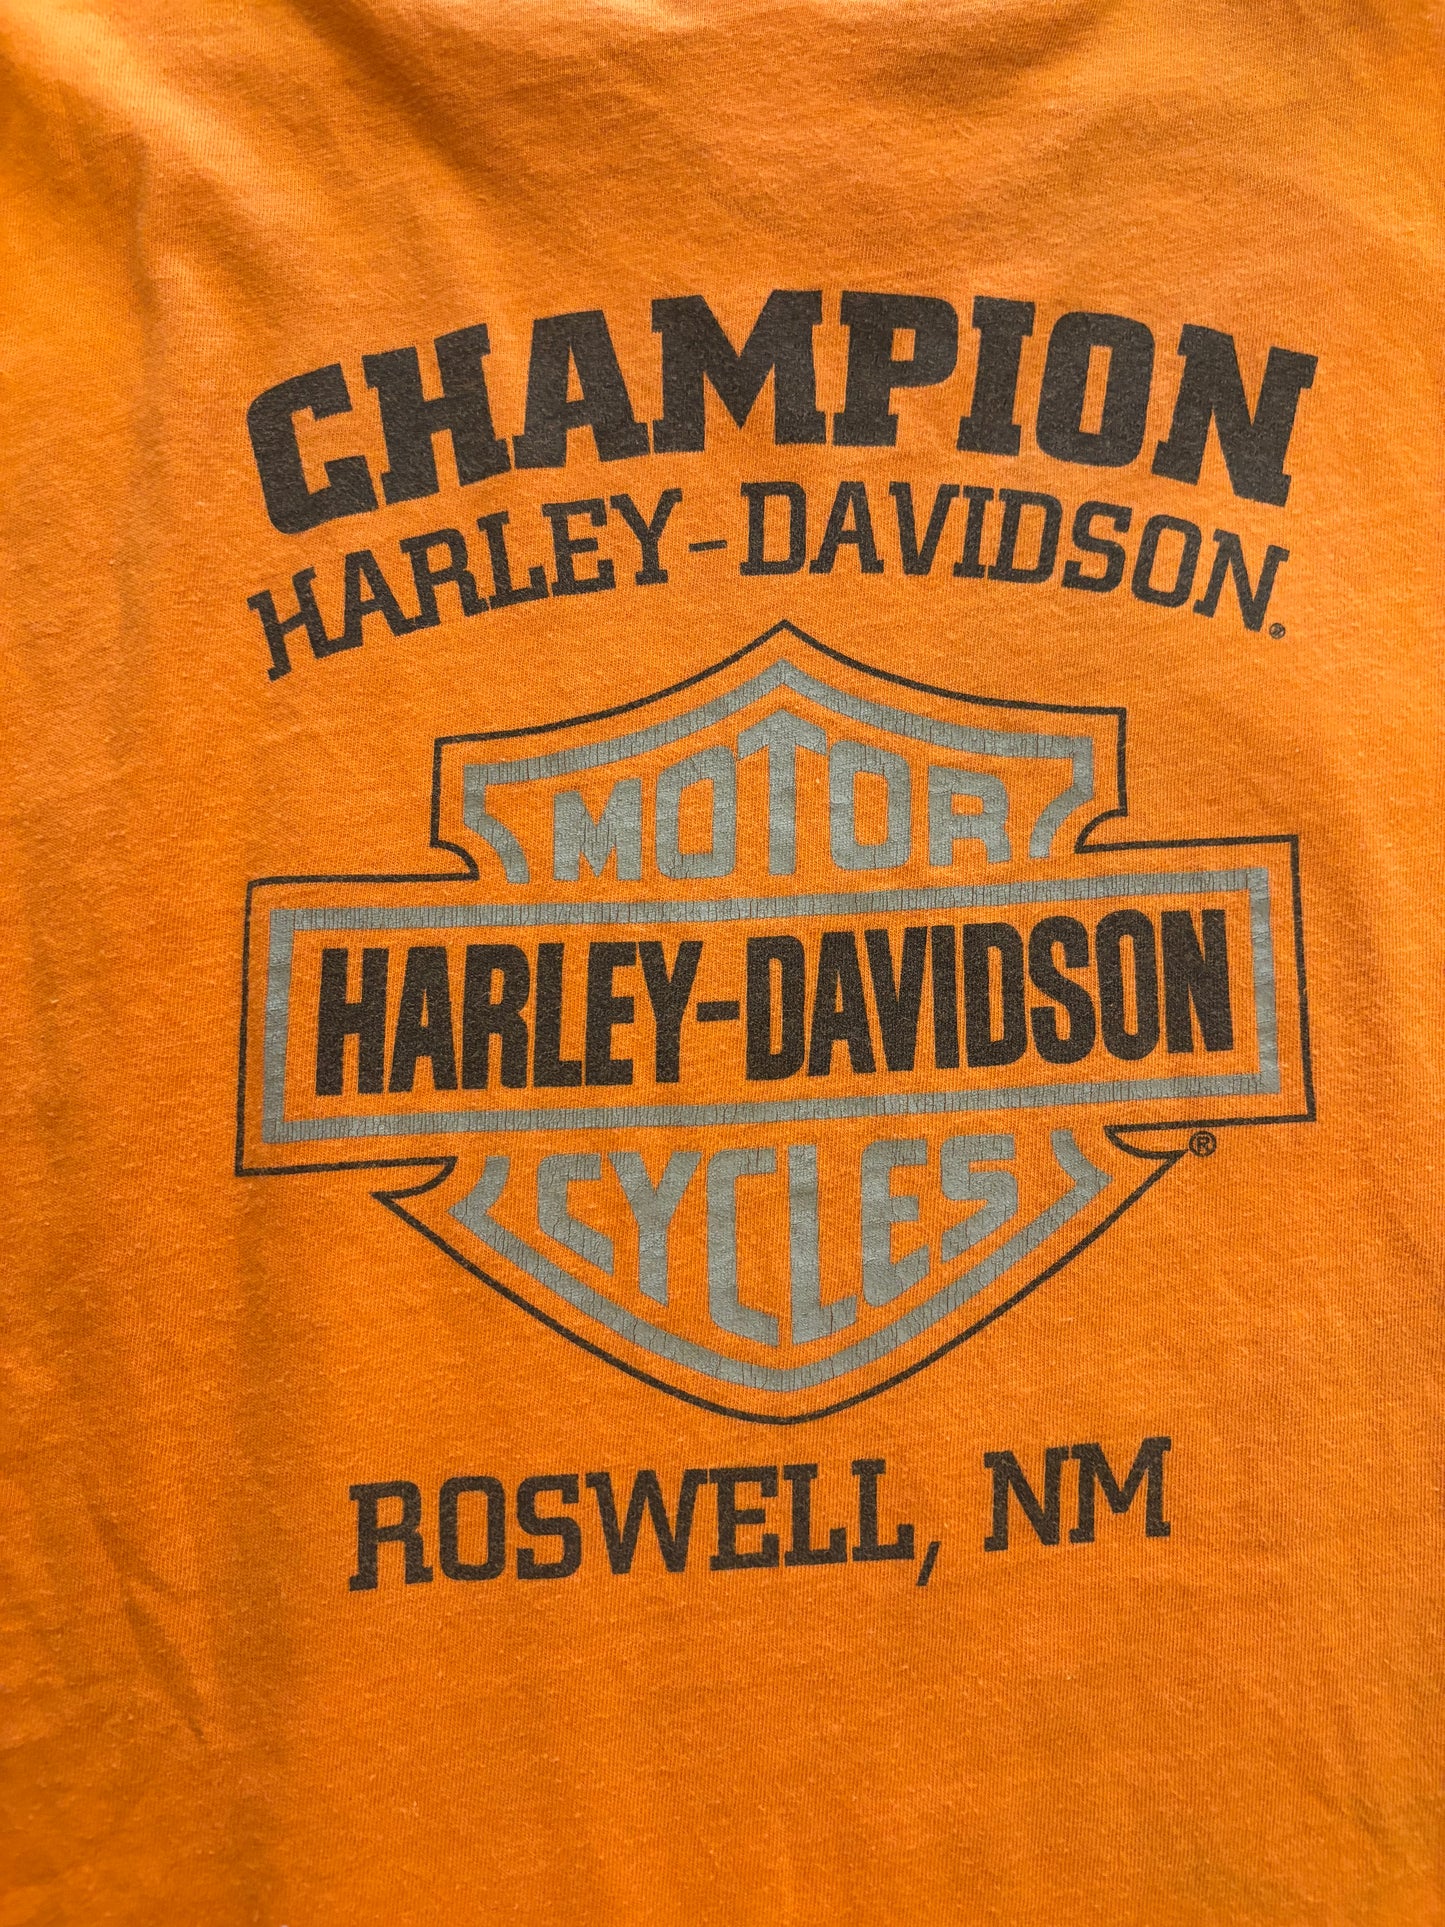 CHAMPION
HARLEY-DAVIDSON®
MOTOR
HARLEY-DAVIDSON
®
CYCLES
ROSWELL, NM